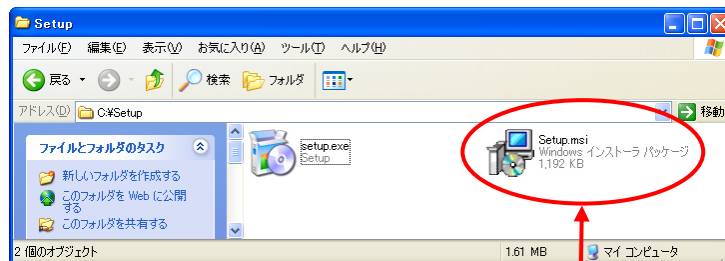 Setup
ファイル(F) 編集(E) 表示(V) お気に入り(A) ツール(T) ヘルプ(H)
戻る 検索 フォルダ
アドレス(D) C:¥Setup 移動
ファイルとフォルダのタスク
新しいフォルダを作成する
このフォルダを Web に公開
する
このフォルダを共有する
setup.exe
Setup
Setup.msi
Windows インストーラ パッケージ
1,192 KB
2 個のオブジェクト 1.61 MB マイ コンピュータ